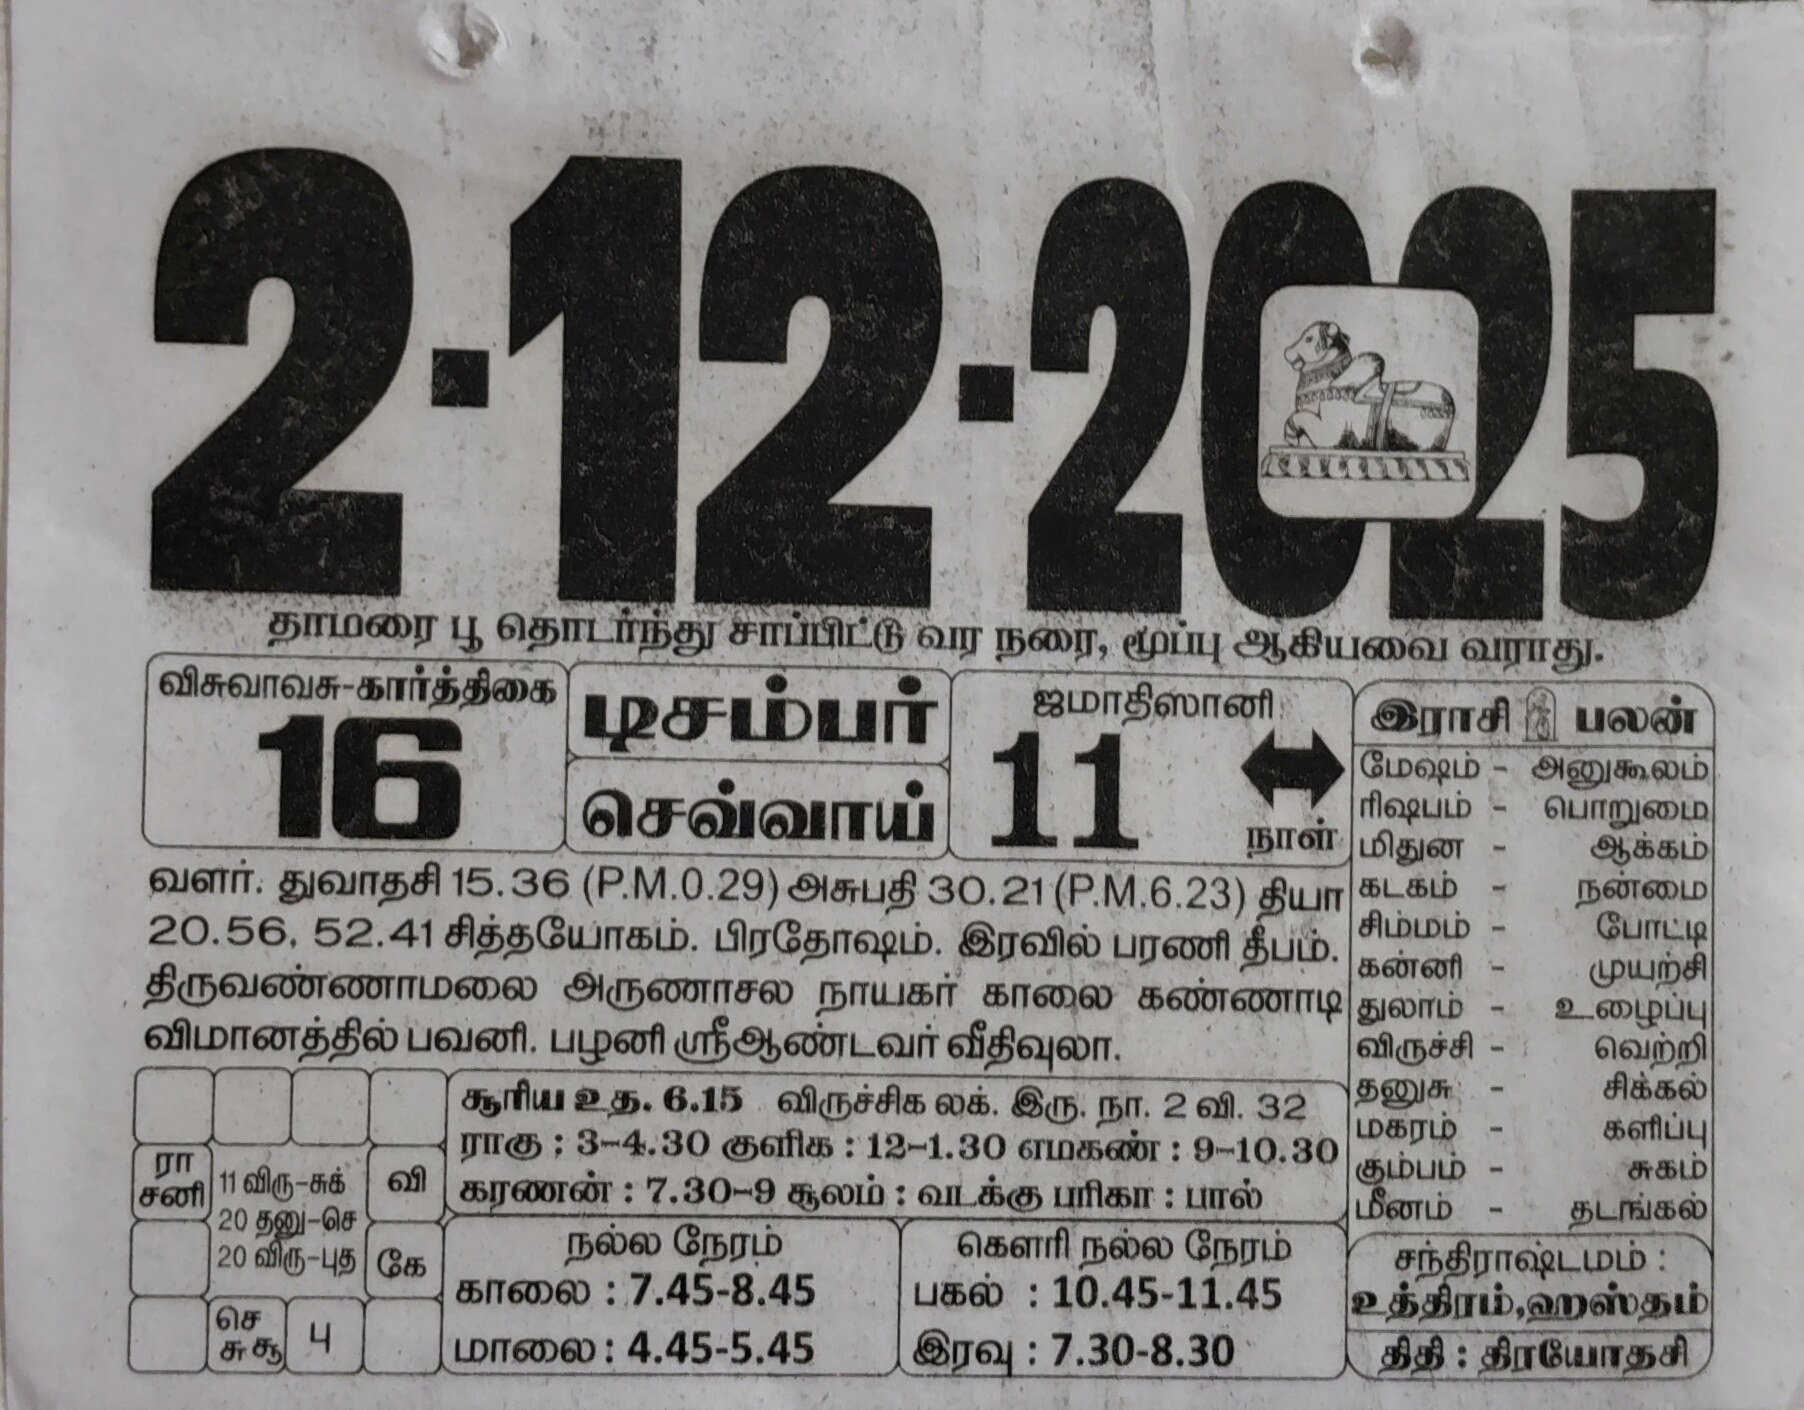 2-12-2025
தாமரை பூ தொடர்ந்து சாப்பிட்டு வர நரை, மூப்பு ஆகியவை வராது.
விசுவாவசு-கார்த்திகை
16
டிசம்பர்
செவ்வாய்
ஜமாதிஸானி
11
நாள்
வளர். துவாதசி 15.36 (P.M.0.29) அசுபதி 30.21 (P.M.6.23) தியா
20.56, 52.41 சித்தயோகம். பிரதோஷம். இரவில் பரணி தீபம்.
திருவண்ணாமலை அருணாசல நாயகர் காலை கண்ணாடி
விமானத்தில் பவனி. பழனி ஸ்ரீஆண்டவர் வீதிவுலா.
ரா
சனி
11 விரு-சுக்
20 தனு-செ
20 விரு-புத
வி
கே
செ
சு சூ
பு
சூரிய உத. 6.15 விருச்சிக லக். இரு. நா. 2 வி. 32
ராகு : 3-4.30 குளிக : 12-1.30 எமகண் : 9-10.30
கரணன் : 7.30-9 சூலம் : வடக்கு பரிகா : பால்
நல்ல நேரம்
காலை : 7.45-8.45
மாலை : 4.45-5.45
கௌரி நல்ல நேரம்
பகல் : 10.45-11.45
இரவு : 7.30-8.30
இராசி பலன்
மேஷம் - அனுகூலம்
ரிஷபம் - பொறுமை
மிதுன - ஆக்கம்
கடகம் - நன்மை
சிம்மம் - போட்டி
கன்னி - முயற்சி
துலாம் - உழைப்பு
விருச்சி - வெற்றி
தனுசு - சிக்கல்
மகரம் - களிப்பு
கும்பம் - சுகம்
மீனம் - தடங்கல்
சந்திராஷ்டமம் :
உத்திரம்,ஹஸ்தம்
திதி : திரயோதசி